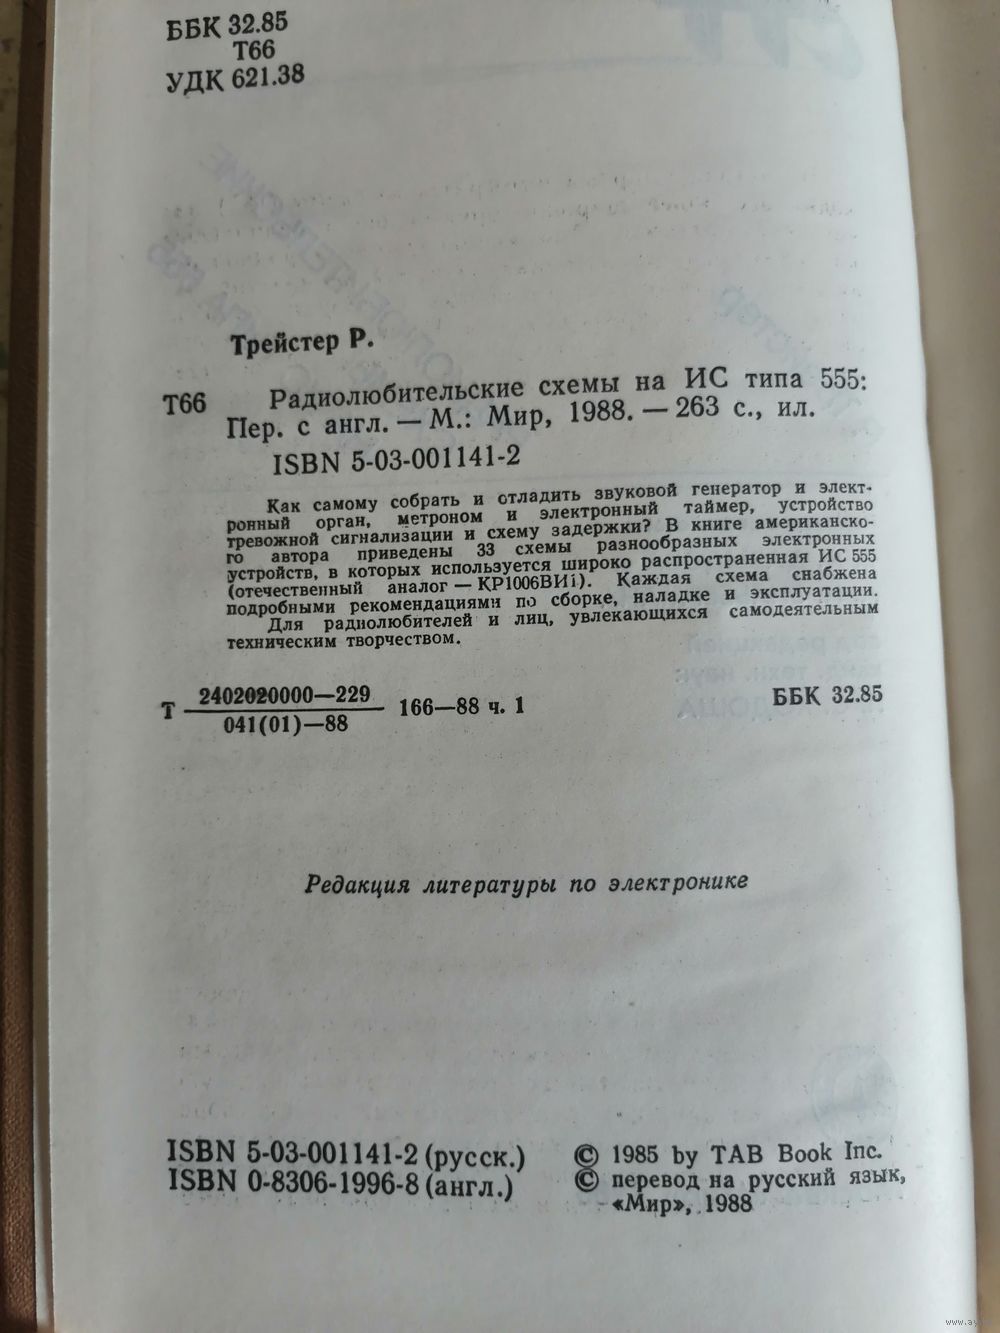 ББК 32.85
Т66
УДК 621.38
Трейстер Р.
Т66 Радиолюбительские схемы на ИС типа 555:
Пер. с англ. — М.: Мир, 1988. — 263 с., ил.
ISBN 5-03-001141-2
Как самому собрать и отладить звуковой генератор и элект-
ронный орган, метроном и электронный таймер, устройство
тревожной сигнализации и схему задержки? В книге американско-
го автора приведены 33 схемы разнообразных электронных
устройств, в которых используется широко распространенная ИС 555
(отечественный аналог — КР1006ВИ1). Каждая схема снабжена
подробными рекомендациями по сборке, наладке и эксплуатации.
Для радиолюбителей и лиц, увлекающихся самодеятельным
техническим творчеством.
Т 2402020000—229
041(01)—88
166—88 ч. 1
ББК 32.85
Редакция литературы по электронике
ISBN 5-03-001141-2 (русск.)
ISBN 0-8306-1996-8 (англ.)
© 1985 by TAB Book Inc.
© перевод на русский язык,
«Мир», 1988